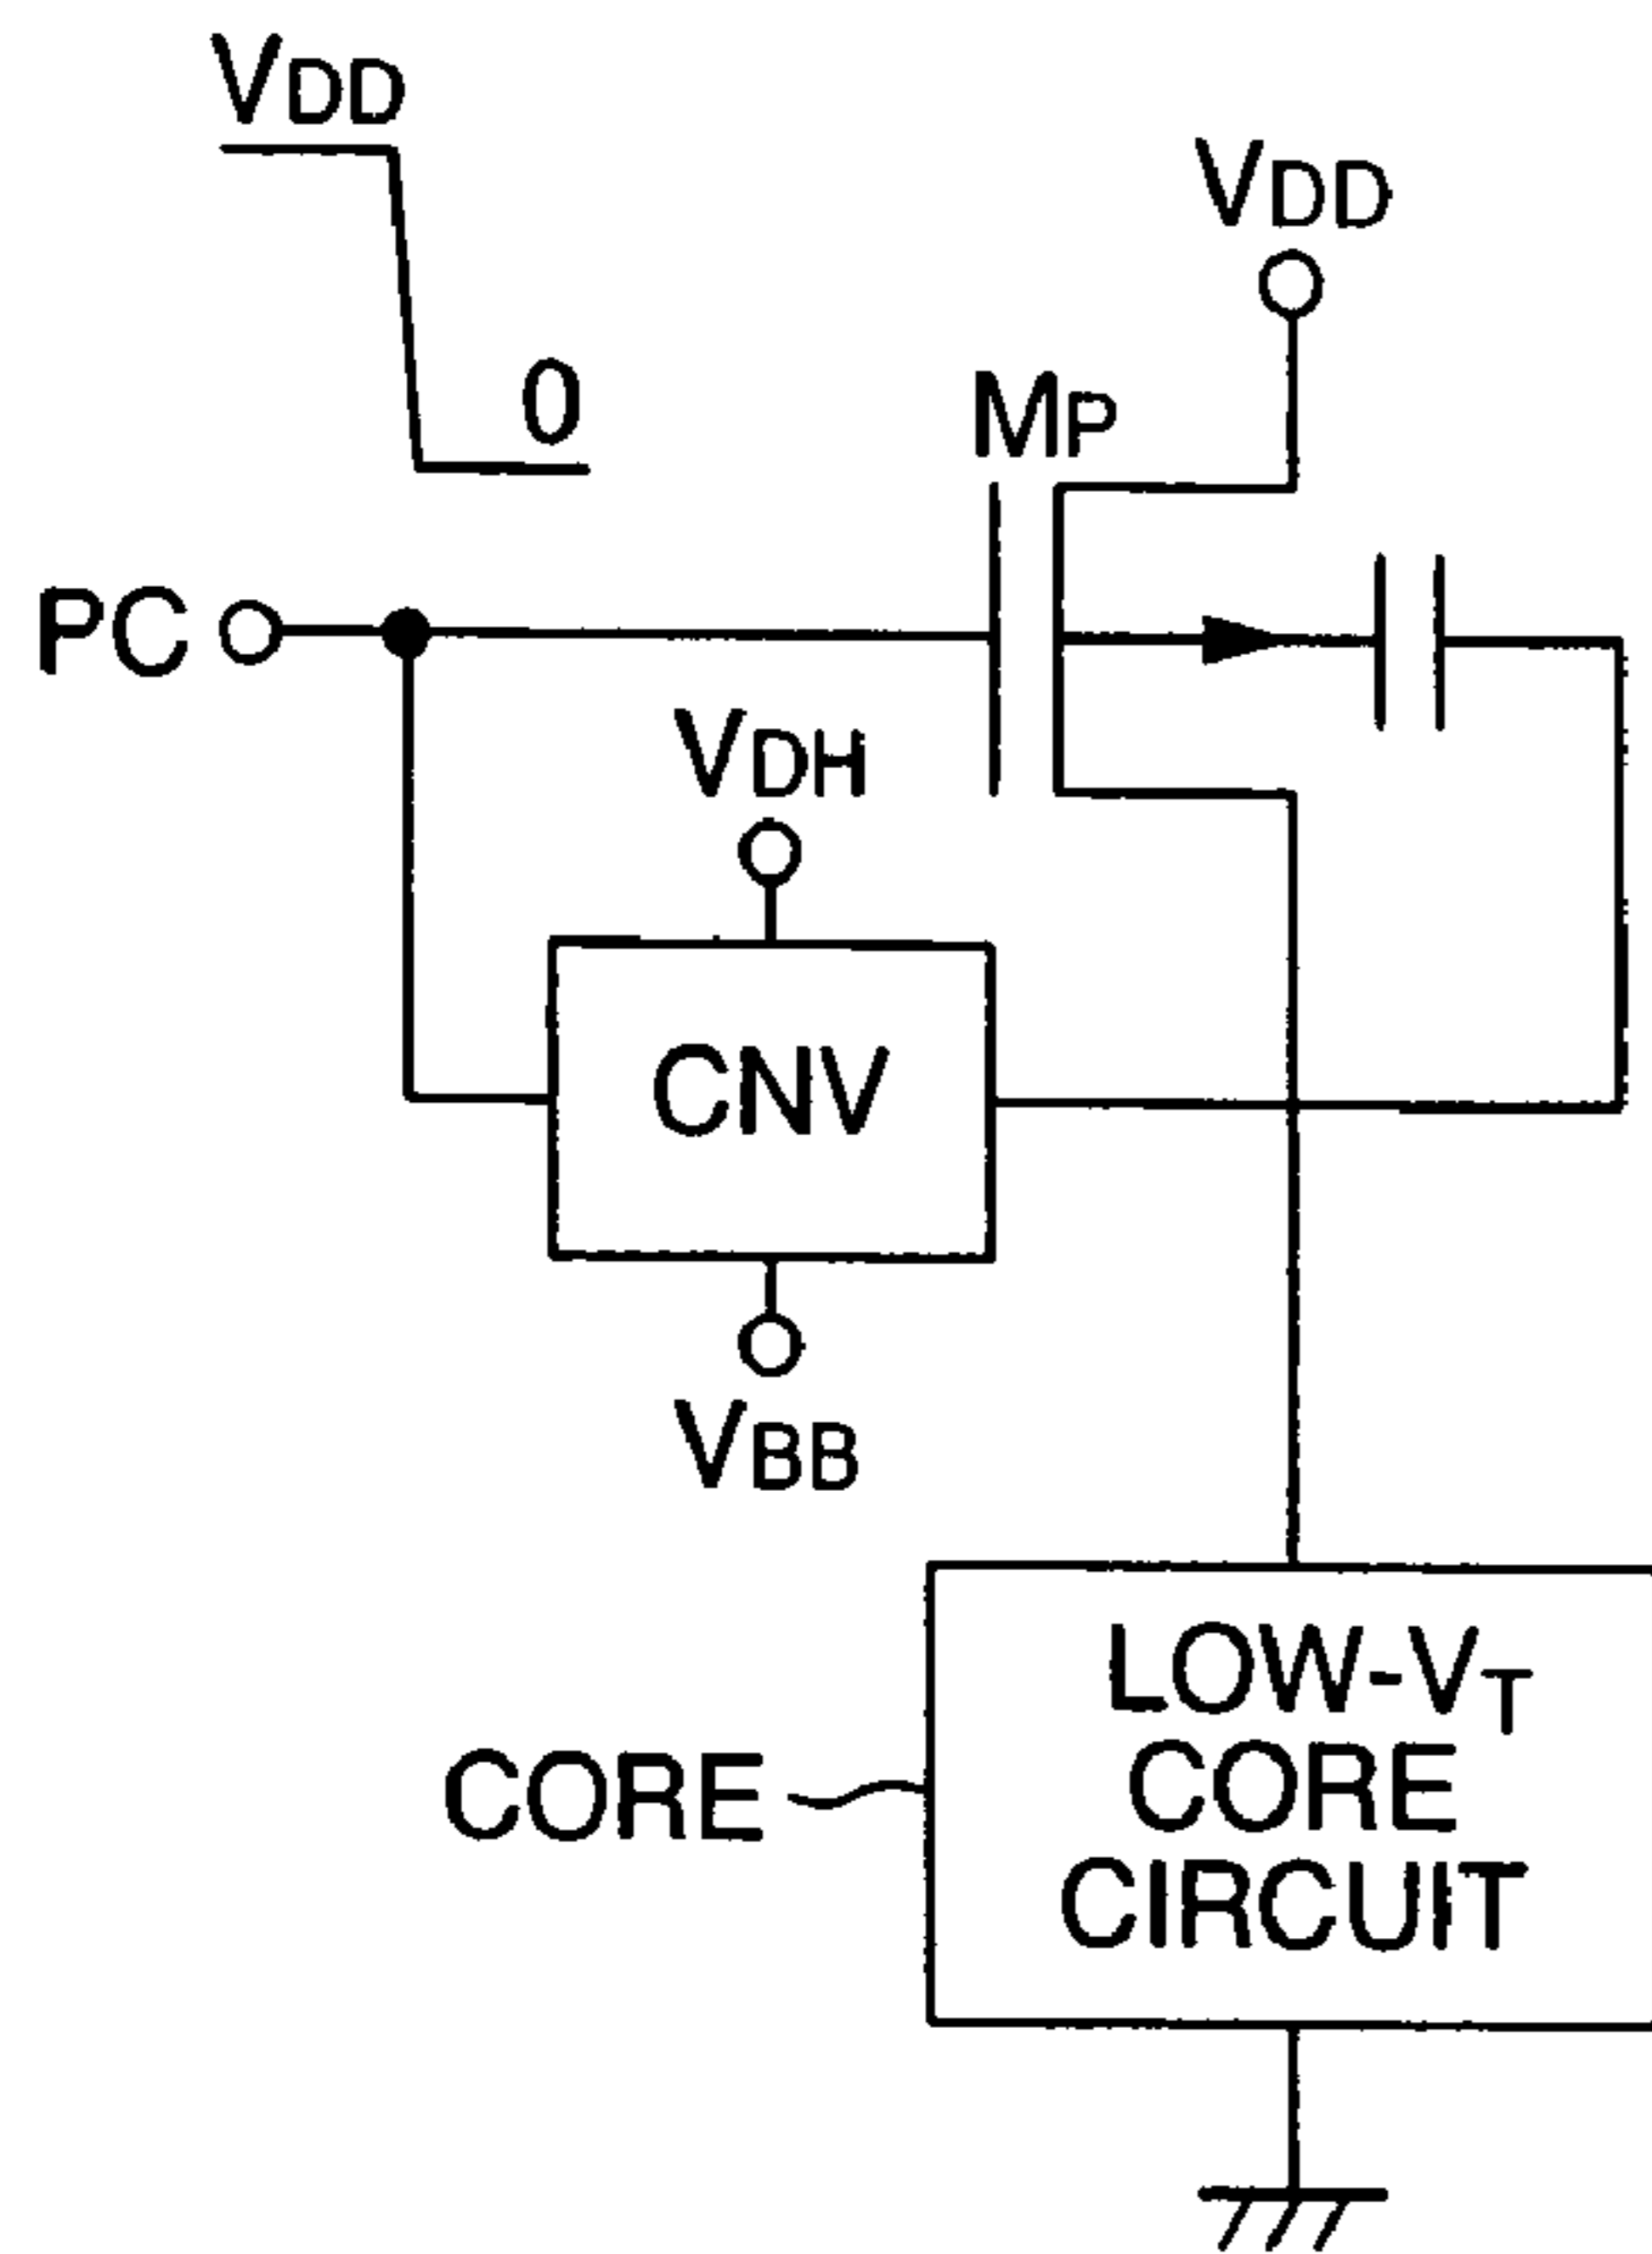 VDD
VDD
0
MP
PC
VDH
CNV
VBB
LOW-VT
CORE
CORE
CIRCUIT